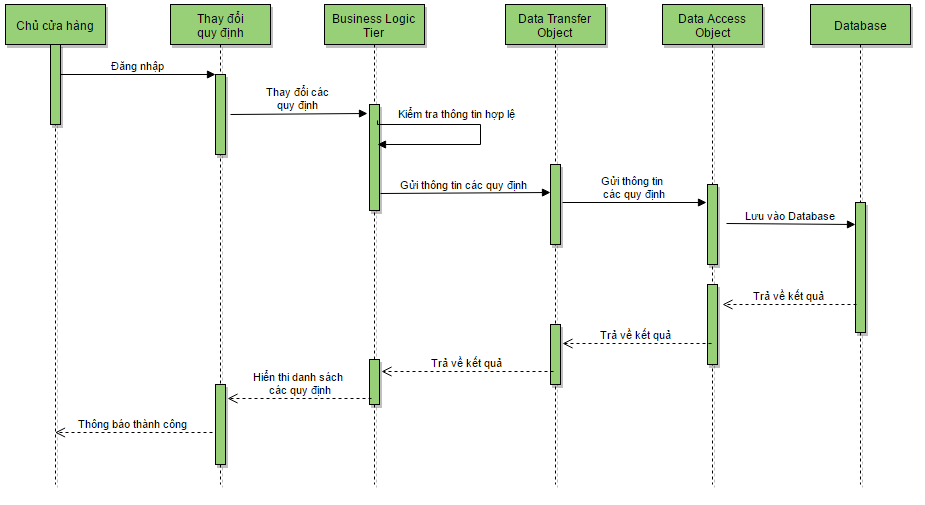 Chủ cửa hàng
Thay đổi
quy định
Business Logic
Tier
Data Transfer
Object
Data Access
Object
Database
Đăng nhập
Thay đổi các
quy định
Kiểm tra thông tin hợp lệ
Gửi thông tin các quy định
Gửi thông tin
các quy định
Lưu vào Database
Trả về kết quả
Trả về kết quả
Trả về kết quả
Hiển thi danh sách
các quy định
Thông báo thành công